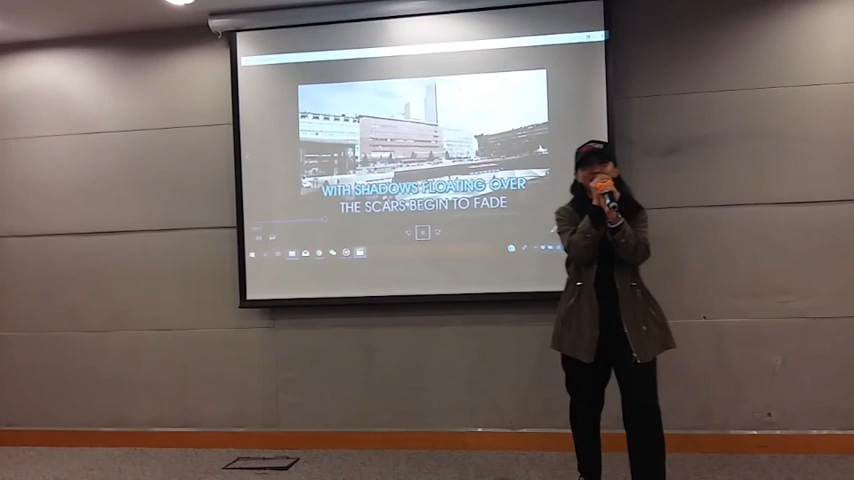 WITH SHADOWS FLOATING OVER
THE SCARS BEGIN TO FADE